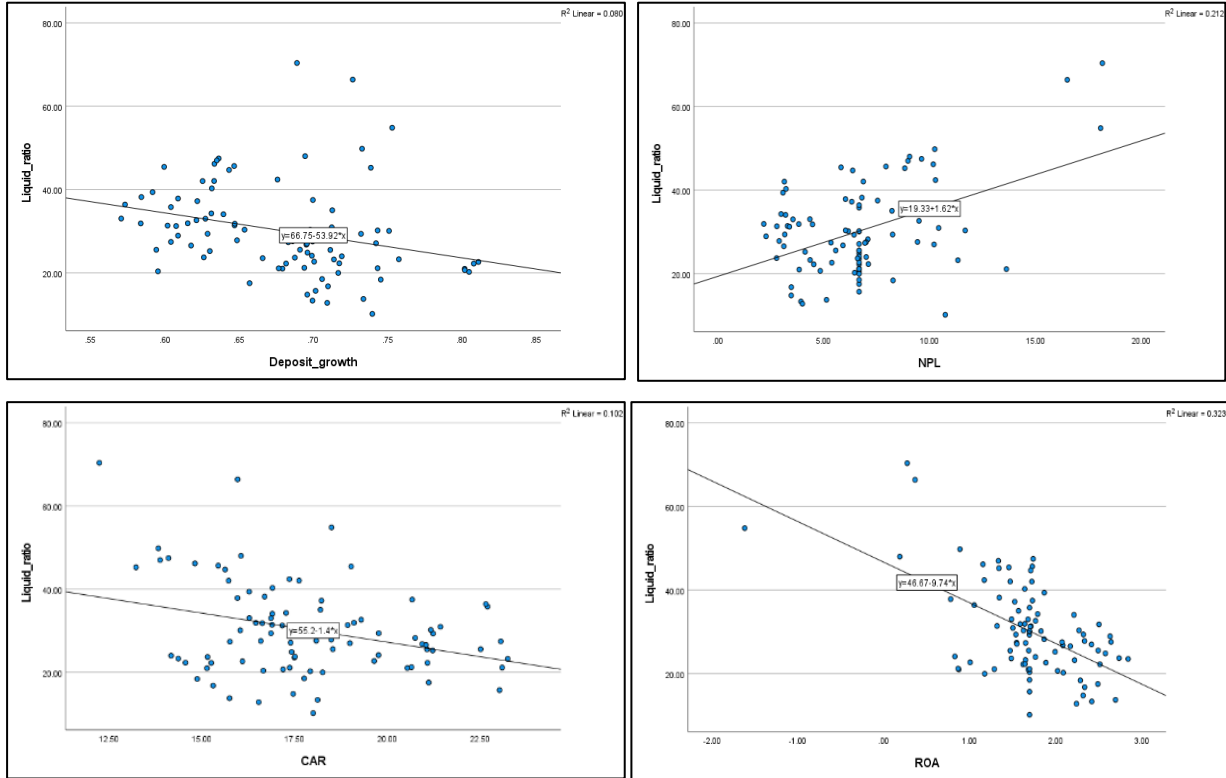 R² Linear = 0.080
80.00
60.00
40.00
20.00
Liquid_ratio
y=66.75-53.92*x
.55 .60 .65 .70 .75 .80 .85
Deposit_growth
R² Linear = 0.212
80.00
60.00
40.00
20.00
Liquid_ratio
y=19.33+1.62*x
.00 5.00 10.00 15.00 20.00
NPL
R² Linear = 0.102
80.00
60.00
40.00
20.00
Liquid_ratio
y=55.2-1.4*x
12.50 15.00 17.50 20.00 22.50
CAR
R² Linear = 0.323
80.00
60.00
40.00
20.00
Liquid_ratio
y=46.67-9.74*x
-2.00 -1.00 .00 1.00 2.00 3.00
ROA